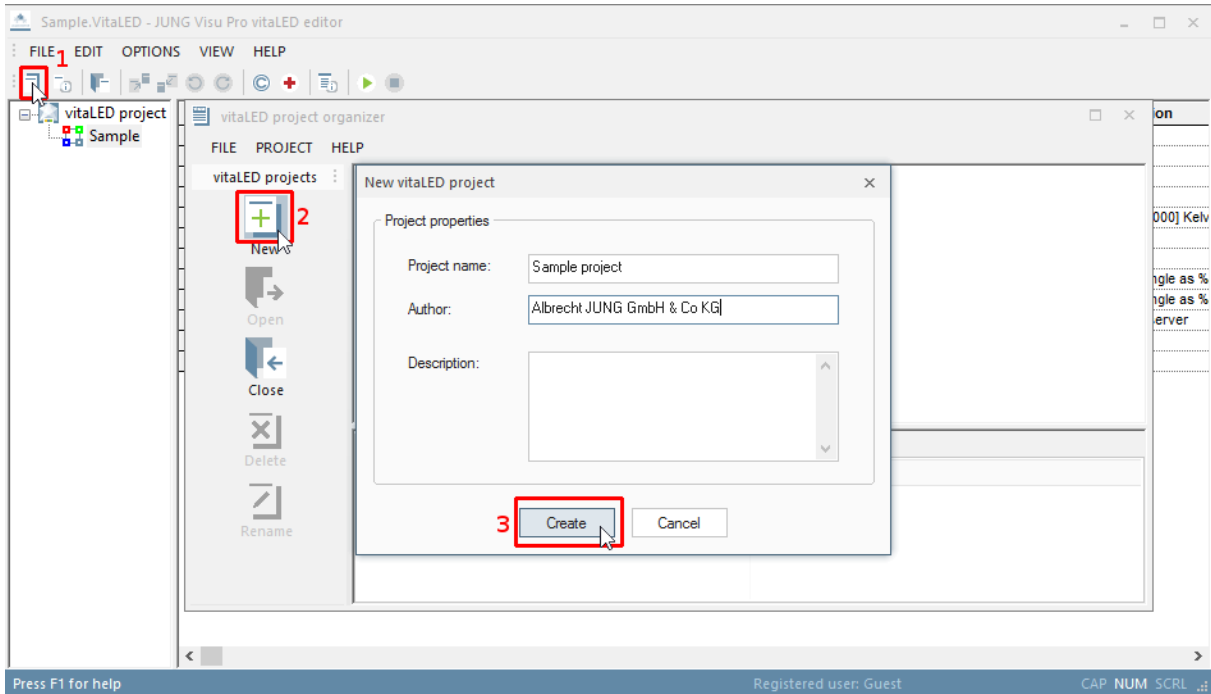 Sample.VitaLED - JUNG Visu Pro vitaLED editor
FILE EDIT OPTIONS VIEW HELP
1
vitaLED project
Sample
vitaLED project organizer
FILE PROJECT HELP
vitaLED projects
New
2
Open
Close
Delete
Rename
New vitaLED project
Project properties
Project name: Sample project
Author: Albrecht JUNG GmbH & Co KG
Description:
3 Create Cancel
ion
000] Kelv
ngle as %
ngle as %
erver
Press F1 for help Registered user: Guest CAP NUM SCRL